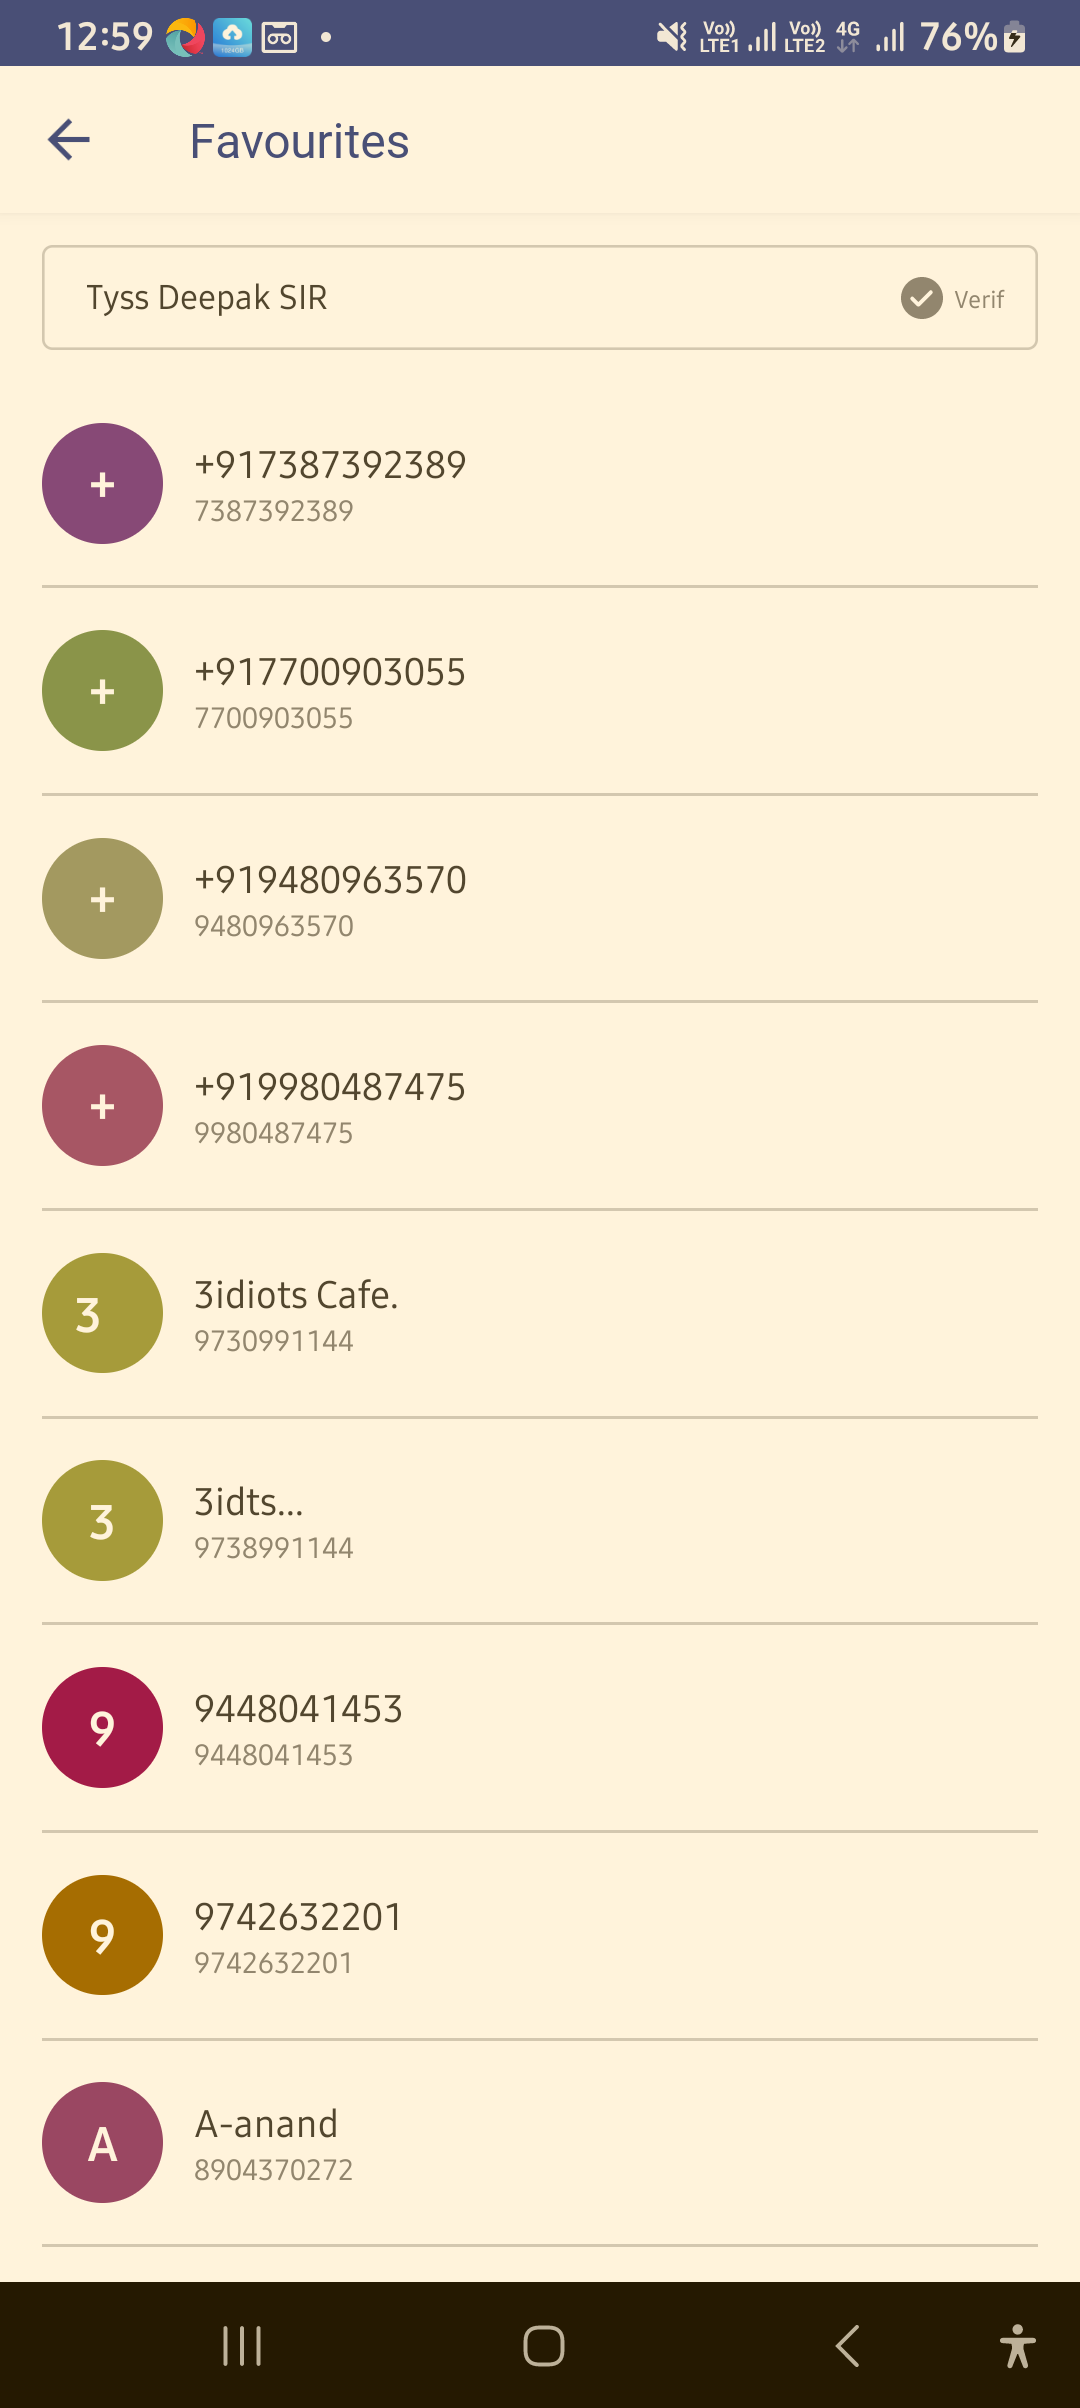 12:59
Vo)) LTE1
Vo)) LTE2
4G
76%
Favourites
Tyss Deepak SIR
Verif
+
+917387392389
7387392389
+
+917700903055
7700903055
+
+919480963570
9480963570
+
+919980487475
9980487475
3
3idiots Cafe.
9730991144
3
3idts...
9738991144
9
9448041453
9448041453
9
9742632201
9742632201
A
A-anand
8904370272